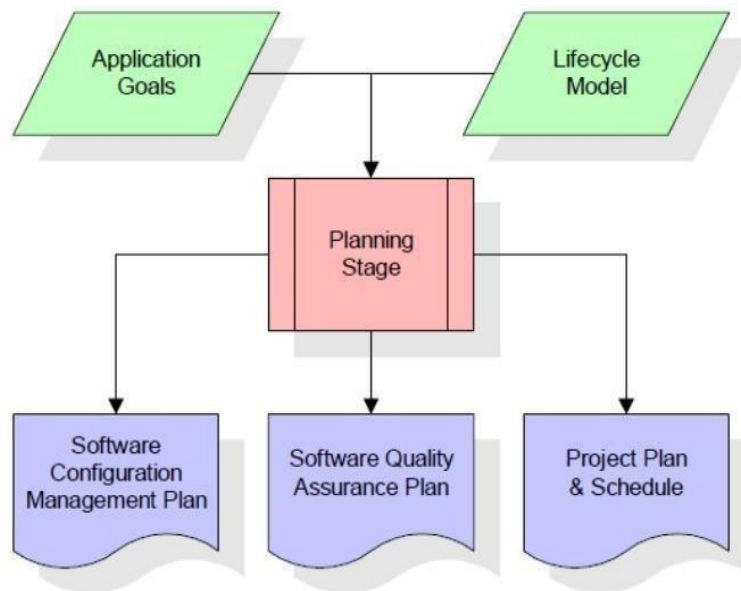 Application
Goals
Lifecycle
Model
Planning
Stage
Software
Configuration
Management Plan
Software Quality
Assurance Plan
Project Plan
& Schedule